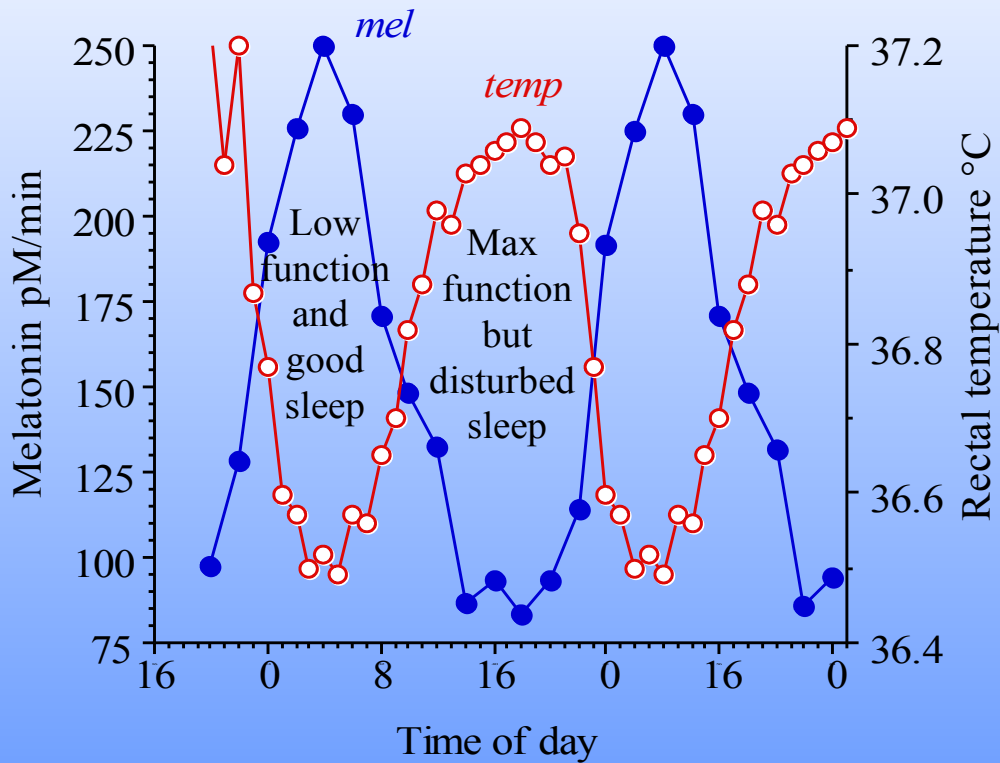 mel
temp
250
225
200
175
150
125
100
75
Melatonin pM/min
37.2
37.0
36.8
36.6
36.4
Rectal temperature °C
Low
function
and
good
sleep
Max
function
but
disturbed
sleep
16 0 8 16 0 16 0
Time of day